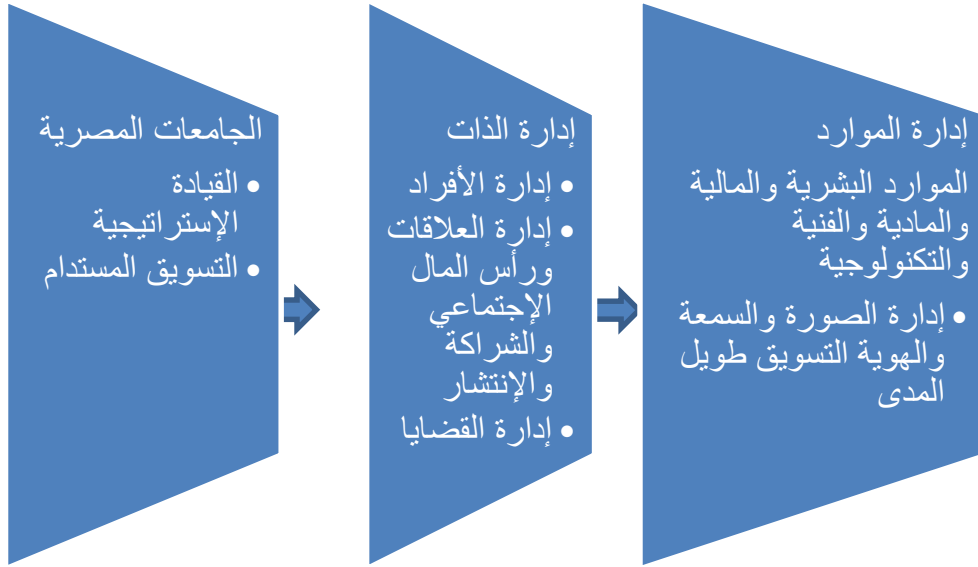 الجامعات المصرية
• القيادة
الإستراتيجية
• التسويق المستدام
إدارة الذات
• إدارة الأفراد
• إدارة العلاقات
ورأس المال
الإجتماعي
والشراكة
والإنتشار
• إدارة القضايا
إدارة الموارد
الموارد البشرية والمالية
والمادية والفنية
والتكنولوجية
• إدارة الصورة والسمعة
والهوية التسويق طويل
المدى